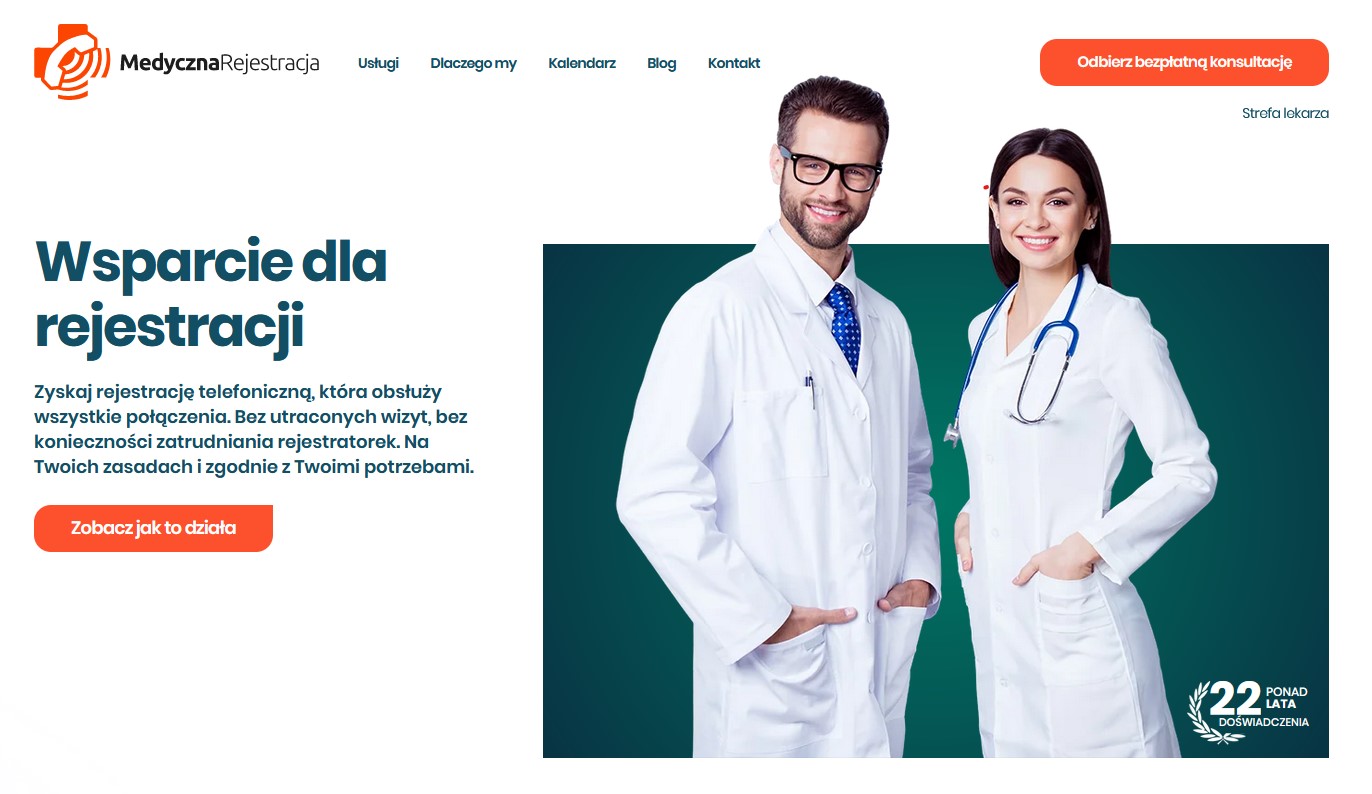 MedycznaRejestracja
Usługi
Dlaczego my
Kalendarz
Blog
Kontakt
Odbierz bezpłatną konsultację
Strefa lekarza
Wsparcie dla
rejestracji
Zyskaj rejestrację telefoniczną, która obsłuży
wszystkie połączenia. Bez utraconych wizyt, bez
konieczności zatrudniania rejestratorek. Na
Twoich zasadach i zgodnie z Twoimi potrzebami.
Zobacz jak to działa
22 PONAD
LATA
DOŚWIADCZENIA